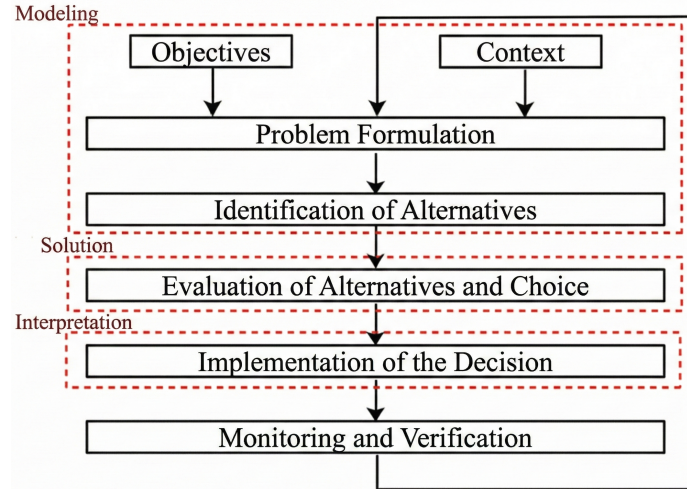 Modeling
Objectives
Context
Problem Formulation
Identification of Alternatives
Solution
Evaluation of Alternatives and Choice
Interpretation
Implementation of the Decision
Monitoring and Verification